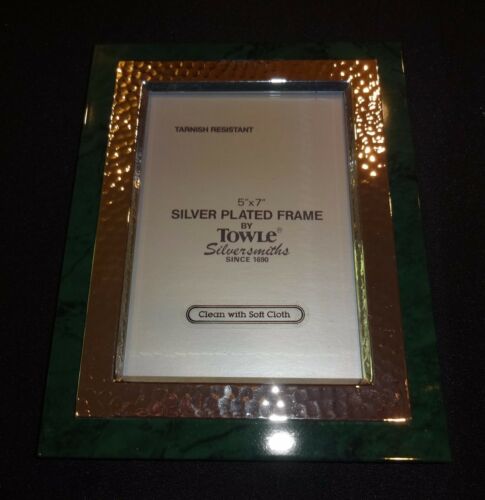 TARNISH RESISTANT
5"x7"
SILVER PLATED FRAME
BY
TOWLE®
Silversmiths
SINCE 1690
Clean with Soft Cloth